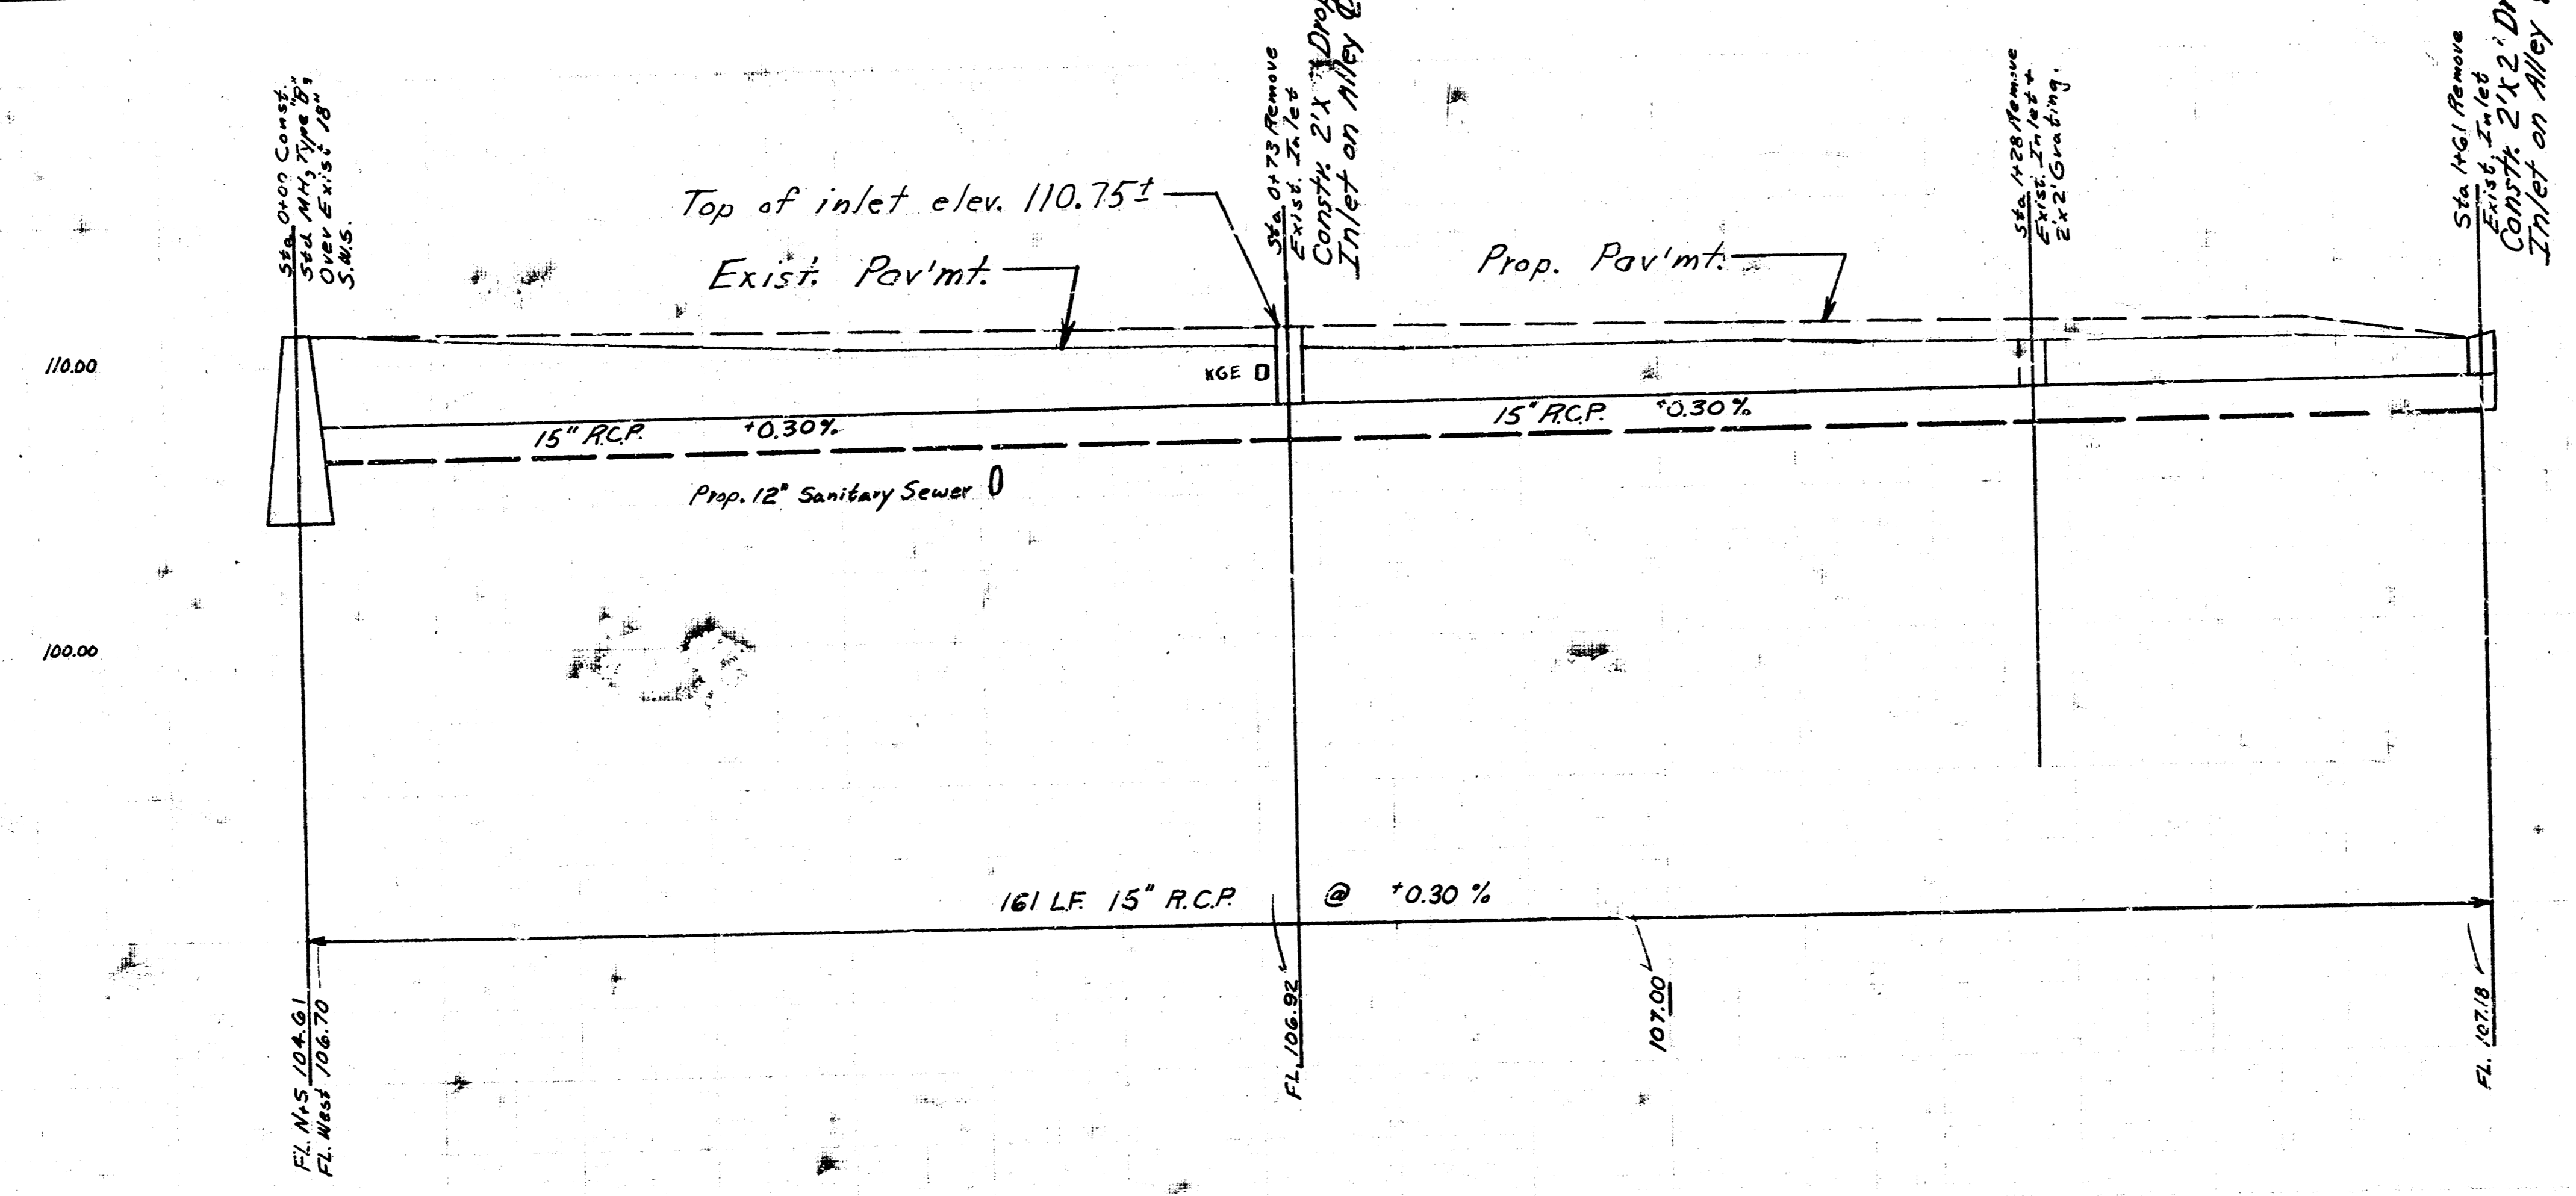 Sta 0+00 Const.
Std MH, Type "B",
Over Exist 18"
S.W.S.
Top of inlet elev. 110.75±
Exist. Pav'mt.
Sta 0+73 Remove
Exist. Inlet
Constr. 2'X Drop
Inlet on Alley
Prop. Pav'mt.
Sta 1+28 Remove
Exist. Inlet +
2'x2' Grating.
Sta 1+61 Remove
Exist. Inlet
Constr. 2'X2'
Inlet on Alley
110.00
KGE
15" R.C.P. +0.30%
15" R.C.P. +0.30%
Prop. 12" Sanitary Sewer
100.00
161 L.F. 15" R.C.P. @ +0.30 %
FL. N+S 104.61
FL. West 106.70
FL. 106.92
107.00
FL. 107.18